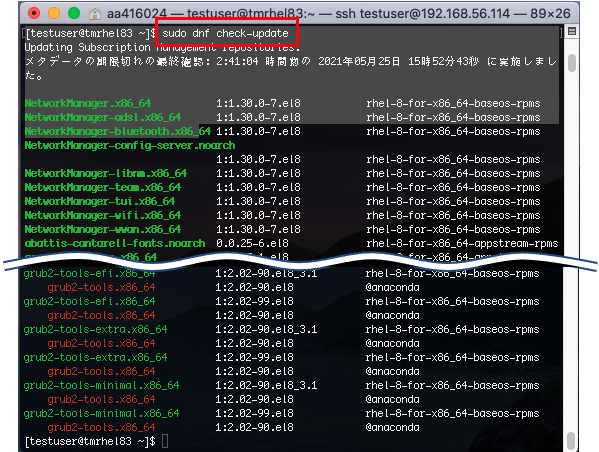 aa416024 — testuser@tmrhel83:~ — ssh testuser@192.168.56.114 — 89×26
[testuser@tmrhel83 ~]$ sudo dnf check-update
Updating Subscription Management repositories.
メタデータの期限切れの最終確認: 2:41:04 時間前の 2021年05月25日 15時52分43秒 に実施しまし
た。
NetworkManager.x86_64 1:1.30.0-7.el8 rhel-8-for-x86_64-baseos-rpms
NetworkManager-adsl.x86_64 1:1.30.0-7.el8 rhel-8-for-x86_64-baseos-rpms
NetworkManager-bluetooth.x86_64 1:1.30.0-7.el8 rhel-8-for-x86_64-baseos-rpms
NetworkManager-config-server.noarch
1:1.30.0-7.el8 rhel-8-for-x86_64-baseos-rpms
NetworkManager-libnm.x86_64 1:1.30.0-7.el8 rhel-8-for-x86_64-baseos-rpms
NetworkManager-team.x86_64 1:1.30.0-7.el8 rhel-8-for-x86_64-baseos-rpms
NetworkManager-tui.x86_64 1:1.30.0-7.el8 rhel-8-for-x86_64-baseos-rpms
NetworkManager-wifi.x86_64 1:1.30.0-7.el8 rhel-8-for-x86_64-baseos-rpms
NetworkManager-wwan.x86_64 1:1.30.0-7.el8 rhel-8-for-x86_64-baseos-rpms
abattis-cantarell-fonts.noarch 0.0.25-6.el8 rhel-8-for-x86_64-appstream-rpms
grub2-tools-efi.x86_64 1:2.02-90.el8_3.1 rhel-8-for-x86_64-baseos-rpms
grub2-tools.x86_64 1:2.02-90.el8 @anaconda
grub2-tools-efi.x86_64 1:2.02-99.el8 rhel-8-for-x86_64-baseos-rpms
grub2-tools.x86_64 1:2.02-90.el8 @anaconda
grub2-tools-extra.x86_64 1:2.02-90.el8_3.1 rhel-8-for-x86_64-baseos-rpms
grub2-tools.x86_64 1:2.02-90.el8 @anaconda
grub2-tools-extra.x86_64 1:2.02-99.el8 rhel-8-for-x86_64-baseos-rpms
grub2-tools.x86_64 1:2.02-90.el8 @anaconda
grub2-tools-minimal.x86_64 1:2.02-90.el8_3.1 rhel-8-for-x86_64-baseos-rpms
grub2-tools.x86_64 1:2.02-90.el8 @anaconda
grub2-tools-minimal.x86_64 1:2.02-99.el8 rhel-8-for-x86_64-baseos-rpms
grub2-tools.x86_64 1:2.02-90.el8 @anaconda
[testuser@tmrhel83 ~]$